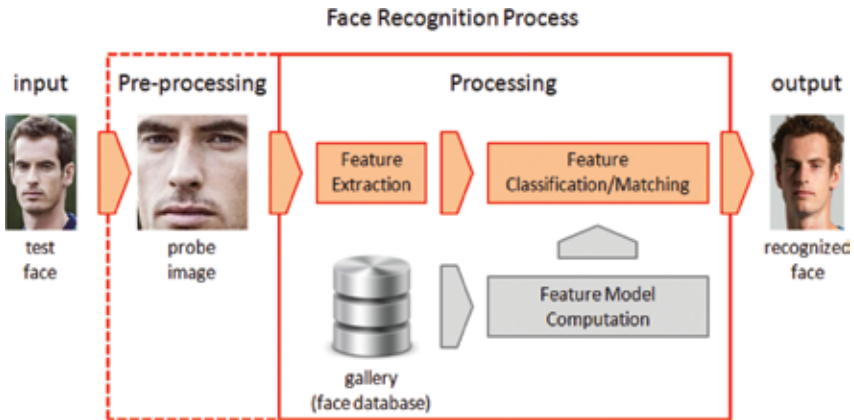 Face Recognition Process
input
Pre-processing
Processing
output
test
face
probe
image
Feature
Extraction
Feature
Classification/Matching
recognized
face
gallery
(face database)
Feature Model
Computation